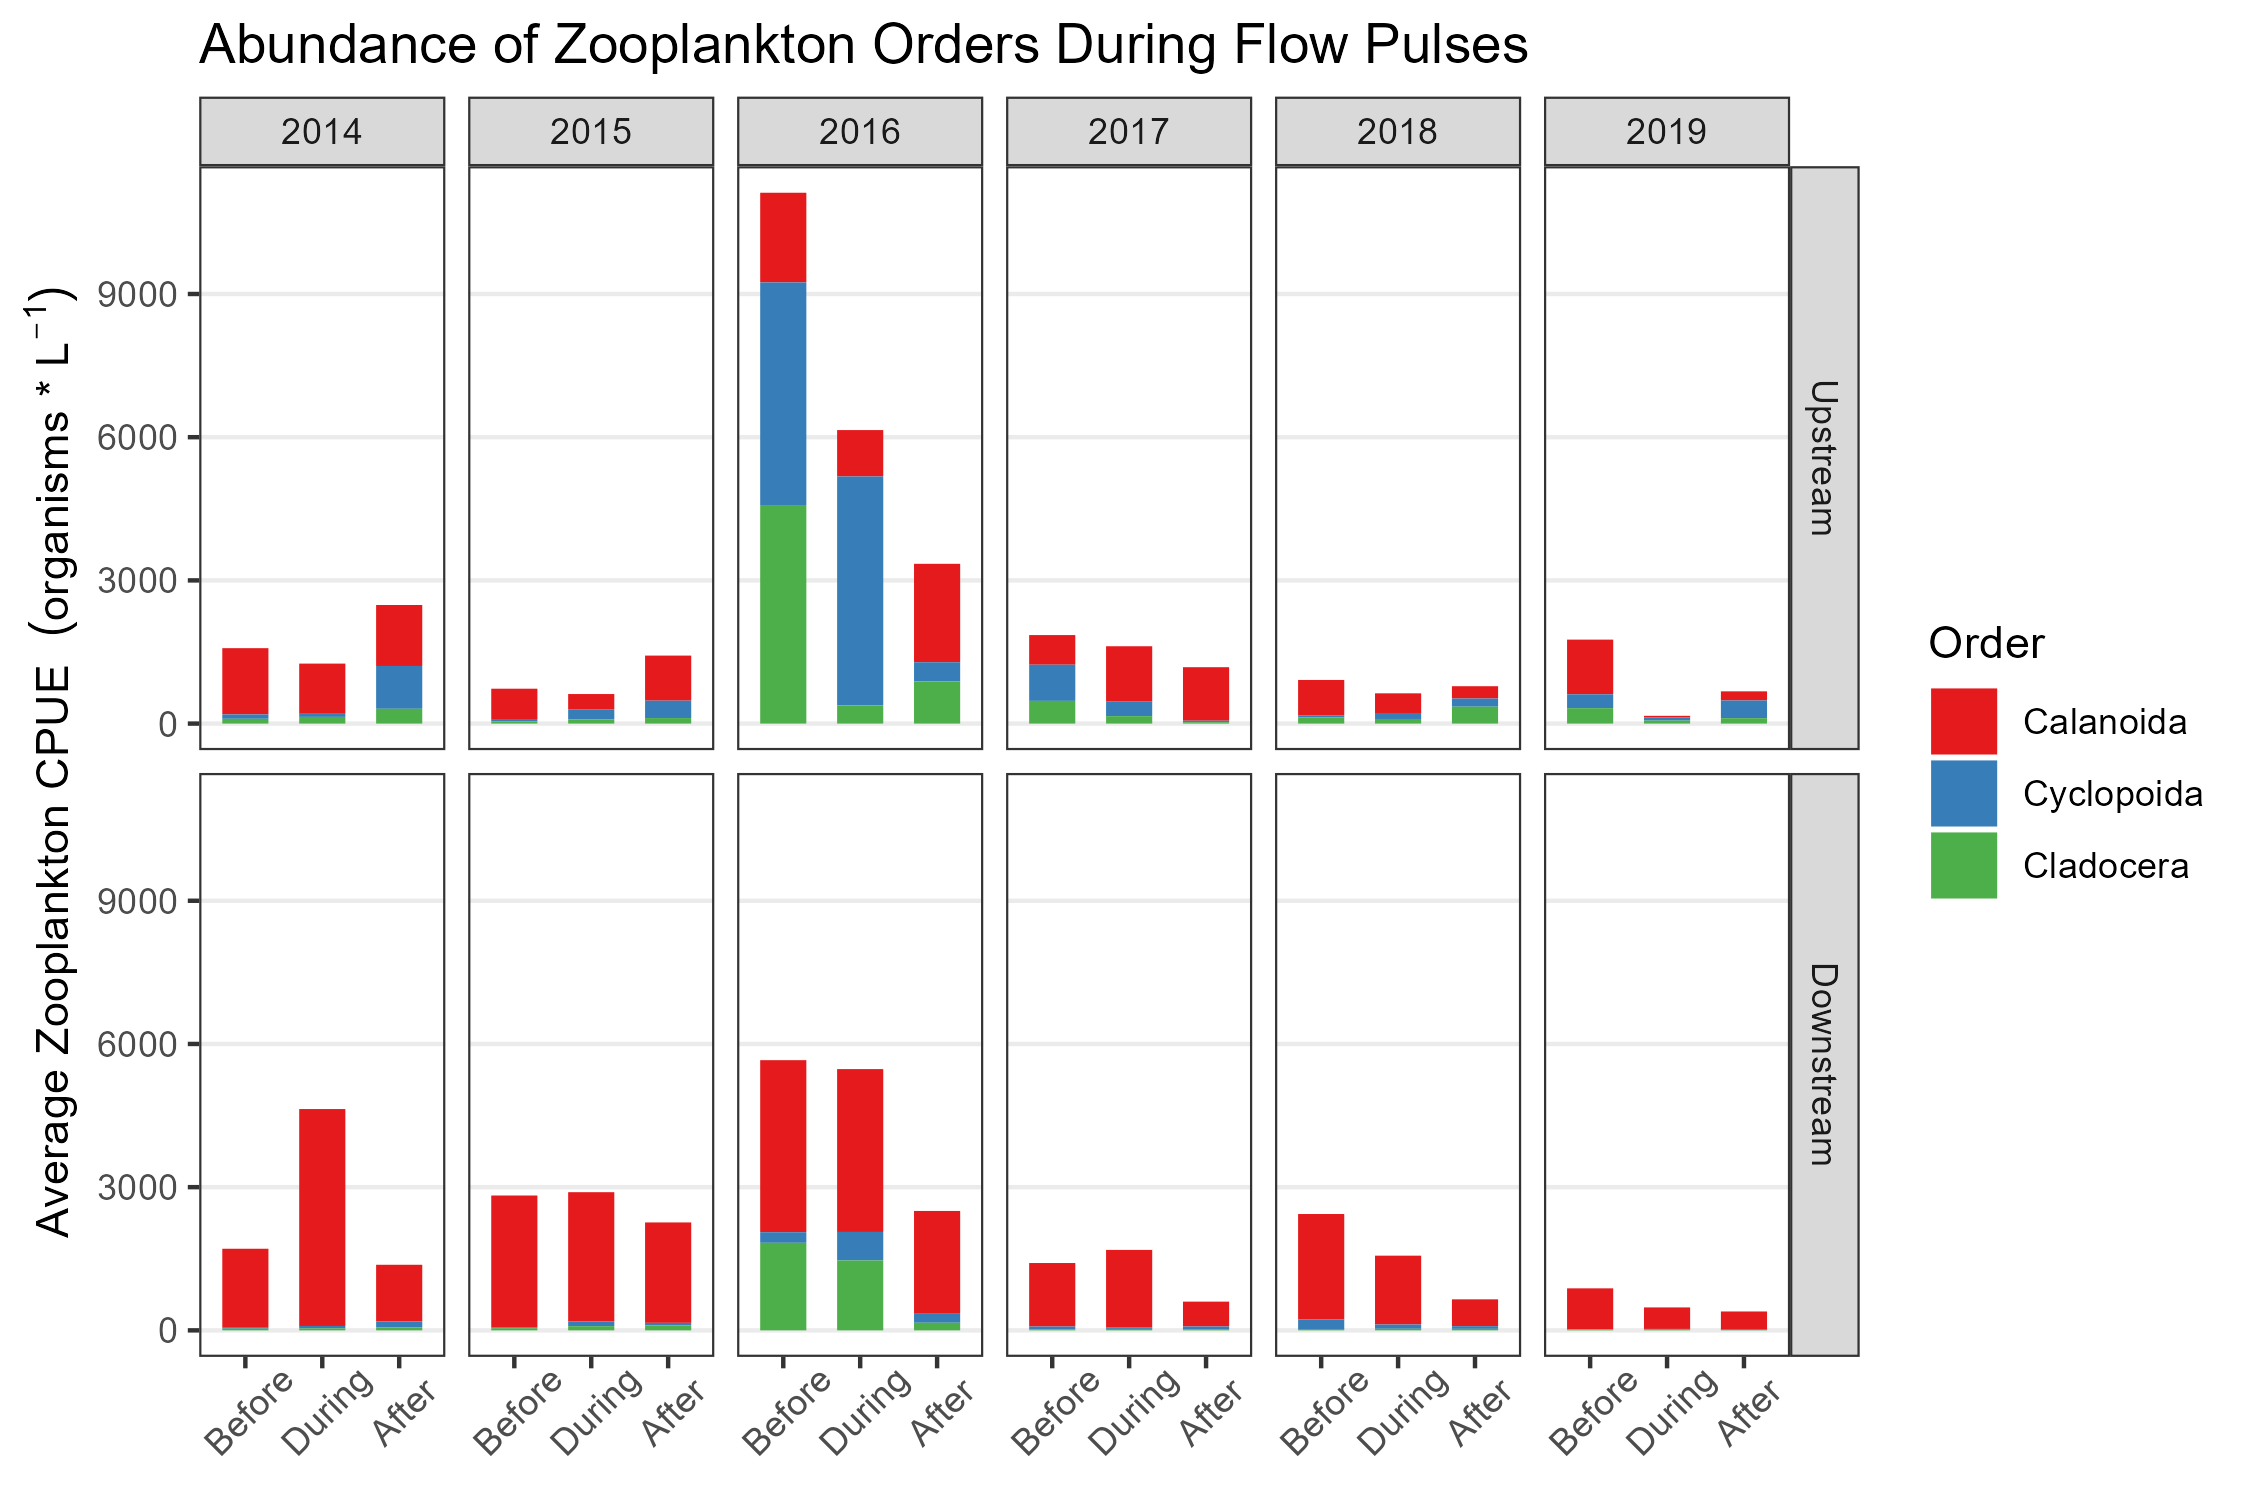 Abundance of Zooplankton Orders During Flow Pulses
2014 2015 2016 2017 2018 2019
Average Zooplankton CPUE (organisms * L⁻¹)
9000
6000
3000
0
Upstream
9000
6000
3000
0
Downstream
Before During After Before During After Before During After Before During After Before During After Before During After
Order
Calanoida
Cyclopoida
Cladocera